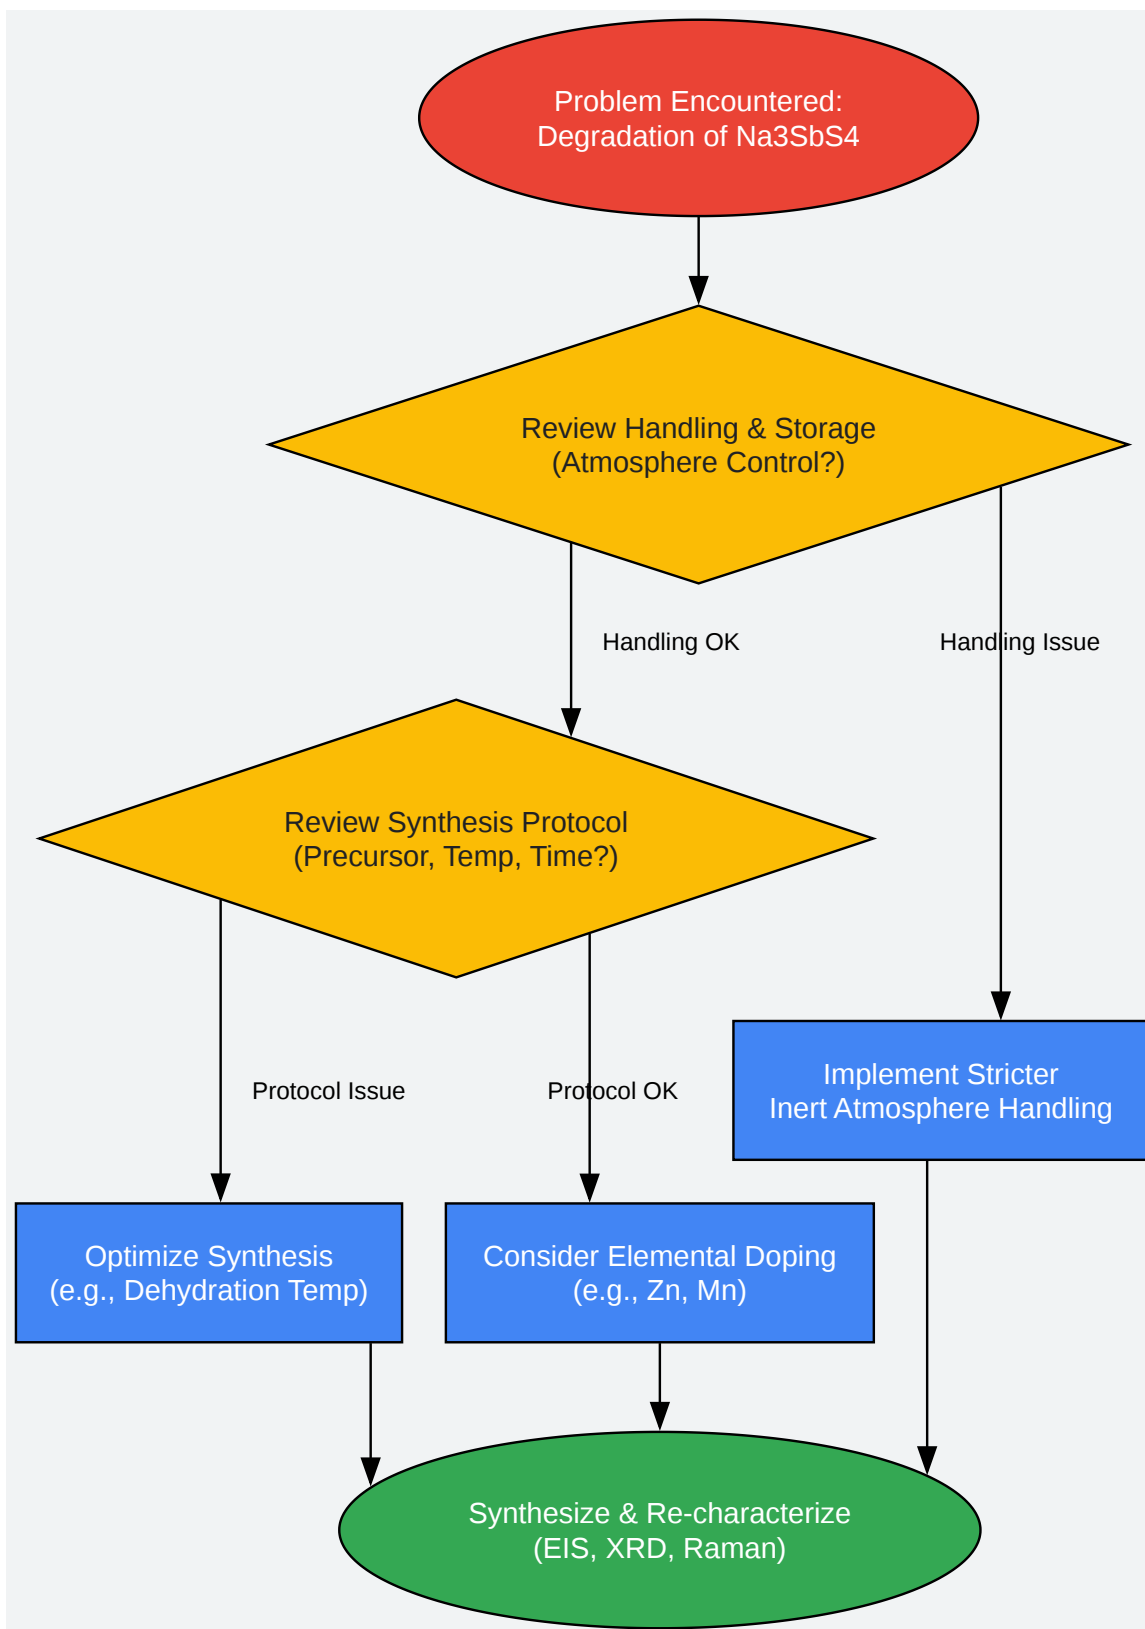 Problem Encountered:
Degradation of Na3SbS4
Review Handling & Storage
(Atmosphere Control?)
Handling OK
Handling Issue
Review Synthesis Protocol
(Precursor, Temp, Time?)
Protocol Issue
Protocol OK
Implement Stricter
Inert Atmosphere Handling
Optimize Synthesis
(e.g., Dehydration Temp)
Consider Elemental Doping
(e.g., Zn, Mn)
Synthesize & Re-characterize
(EIS, XRD, Raman)